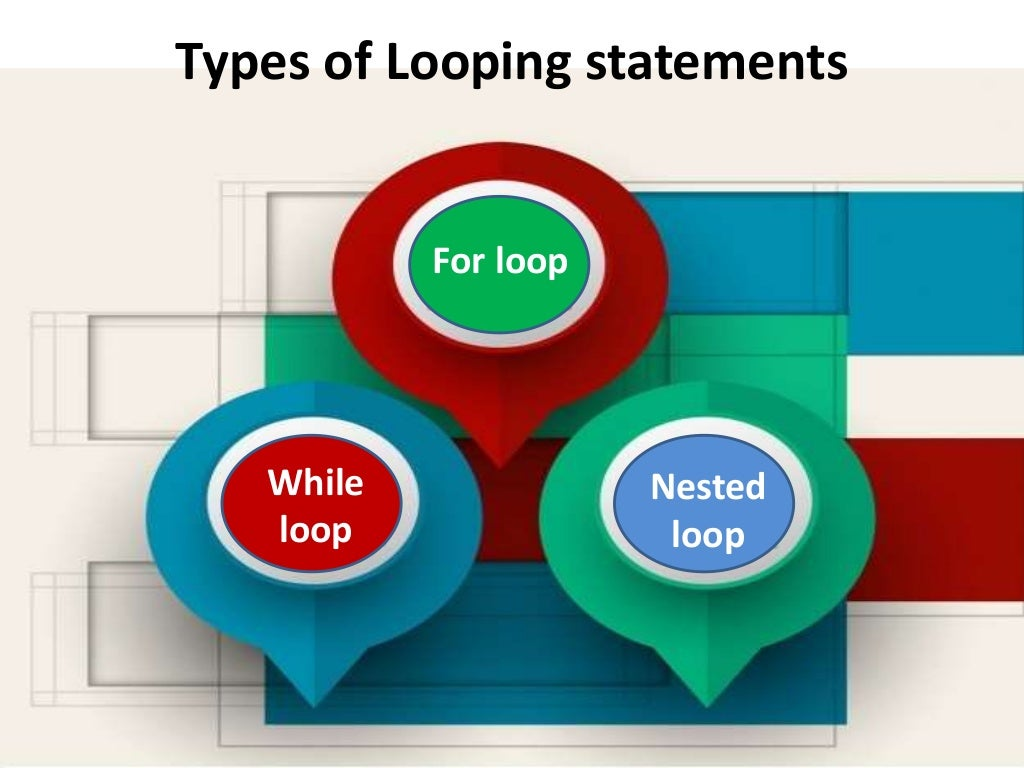 Types of Looping statements
For loop
While
loop
Nested
loop